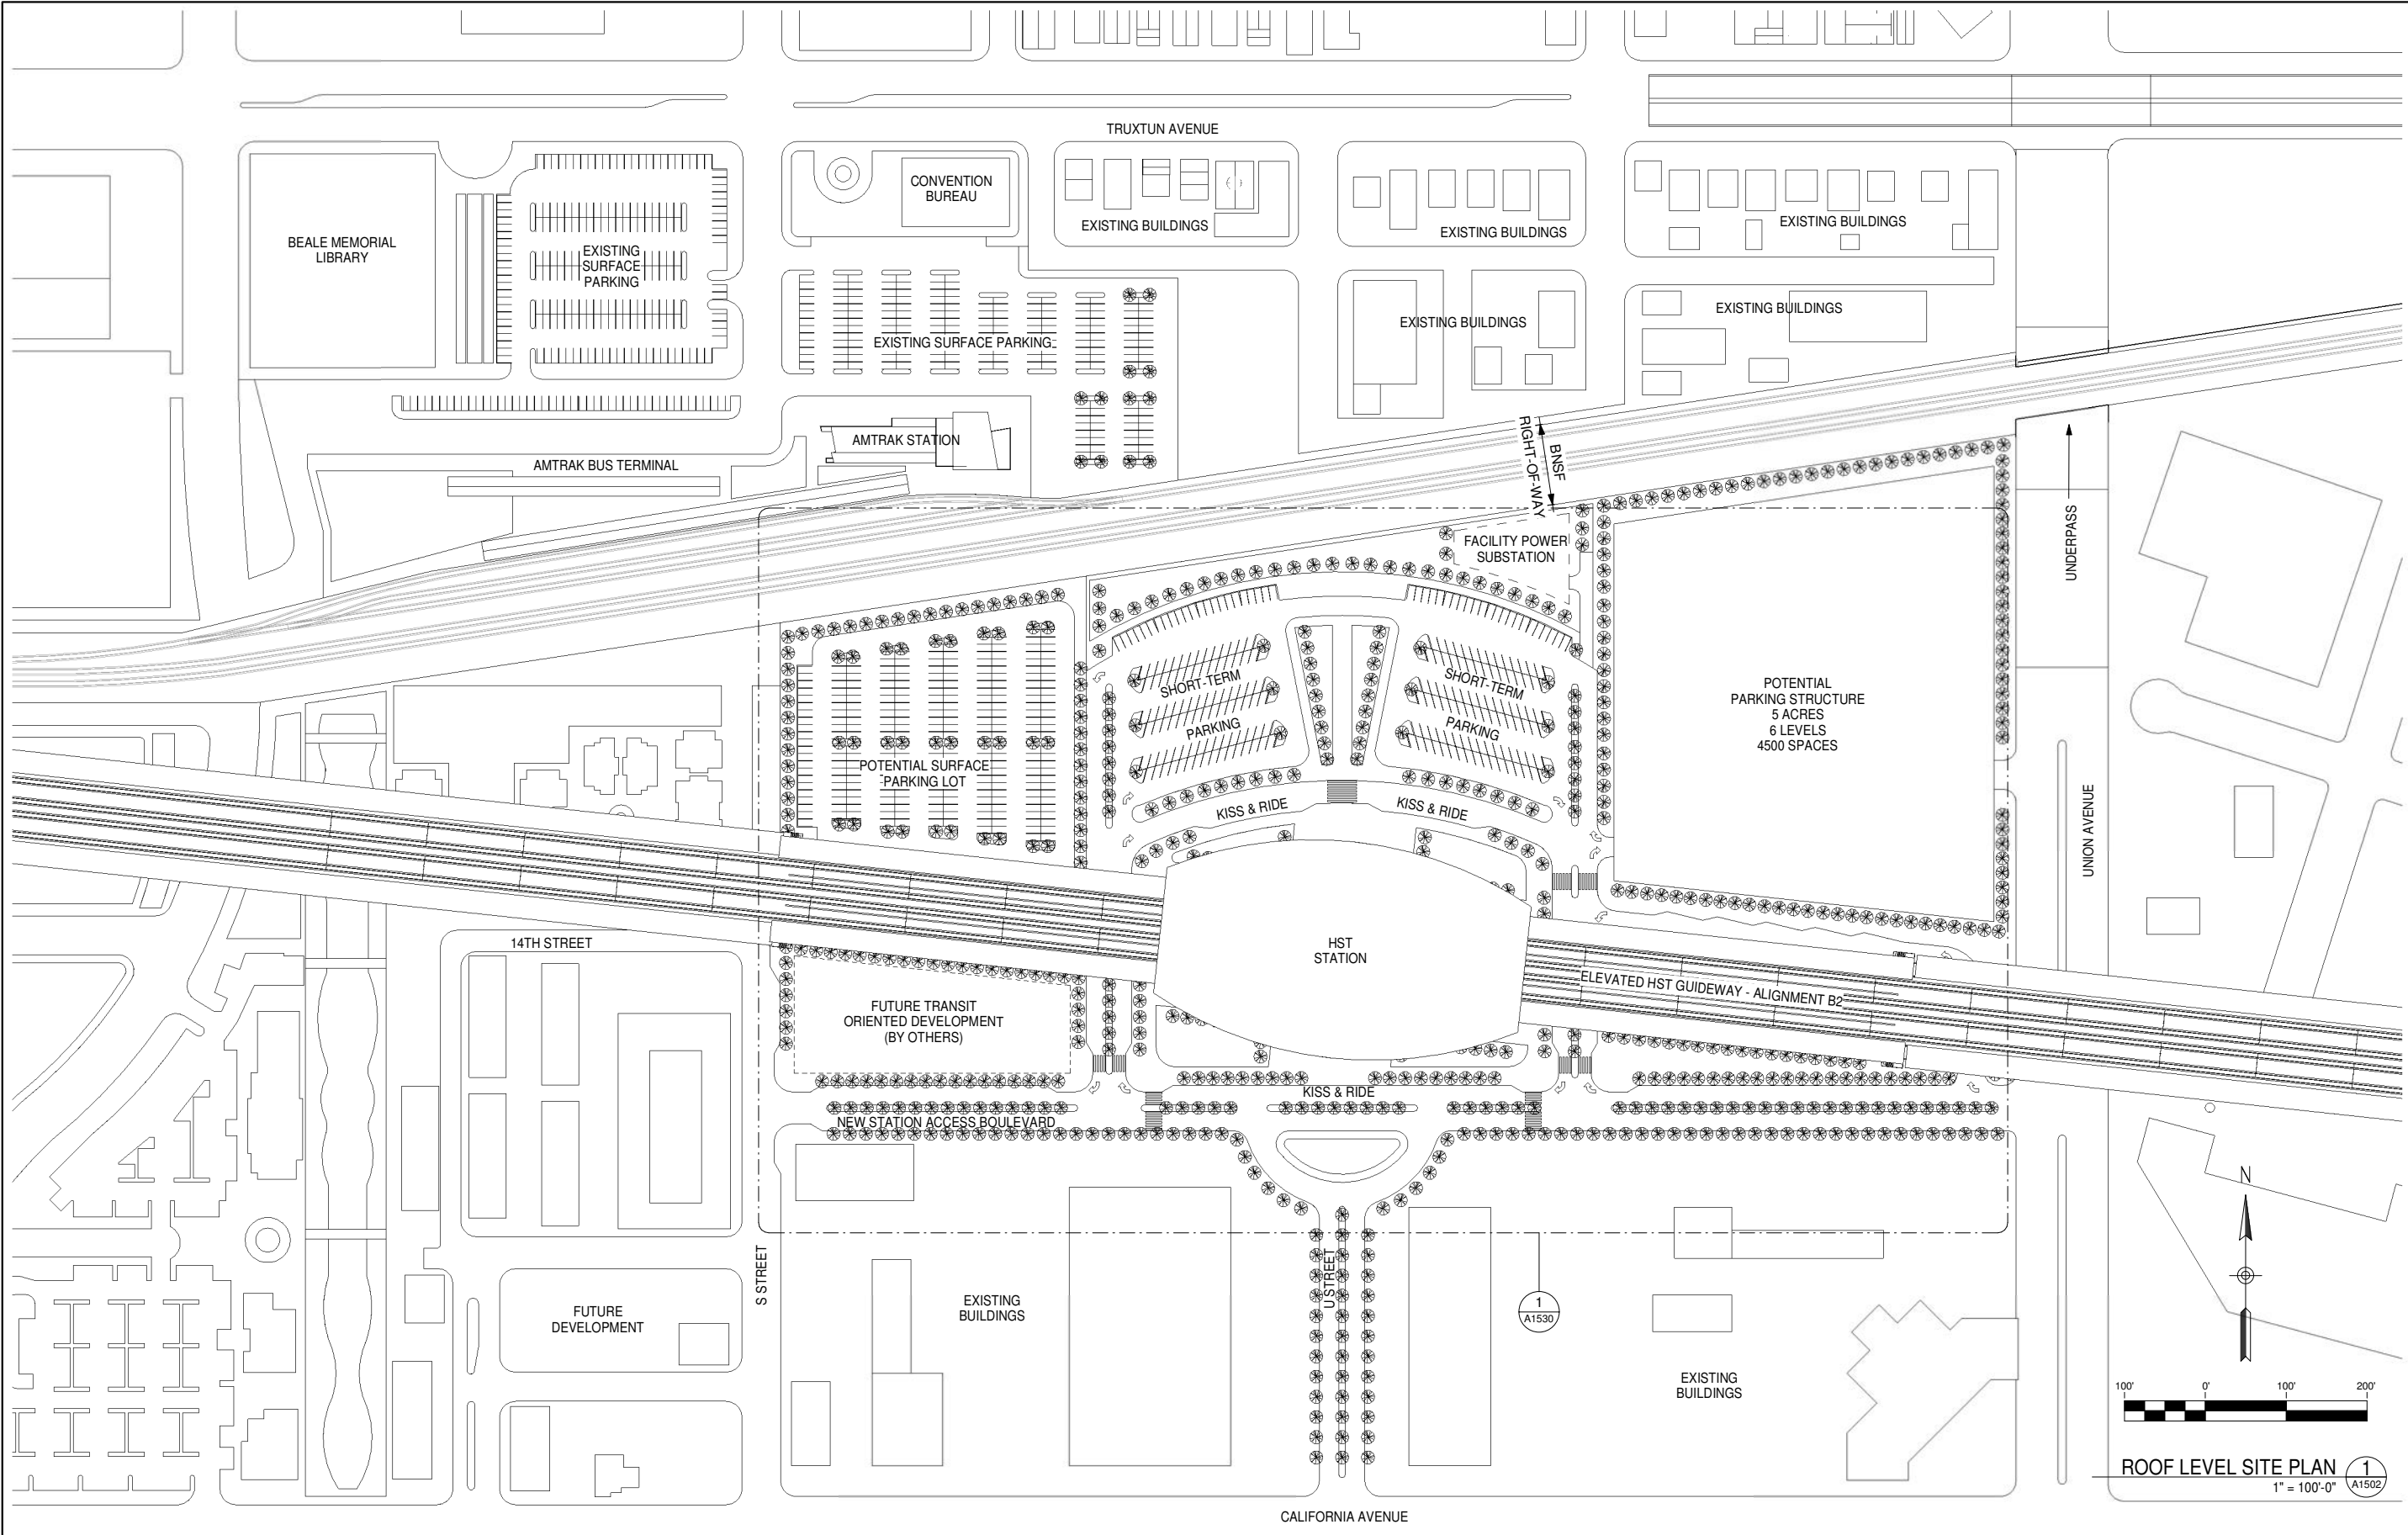 TRUXTUN AVENUE
CONVENTION
BUREAU
EXISTING BUILDINGS
EXISTING BUILDINGS
EXISTING BUILDINGS
BEALE MEMORIAL
LIBRARY
EXISTING
SURFACE
PARKING
EXISTING BUILDINGS
EXISTING BUILDINGS
EXISTING SURFACE PARKING
AMTRAK STATION
AMTRAK BUS TERMINAL
BNSF
RIGHT-OF-WAY
FACILITY POWER
SUBSTATION
UNDERPASS
SHORT-TERM
PARKING
SHORT-TERM
PARKING
POTENTIAL
PARKING STRUCTURE
5 ACRES
6 LEVELS
4500 SPACES
POTENTIAL SURFACE
PARKING LOT
KISS & RIDE
KISS & RIDE
UNION AVENUE
14TH STREET
HST
STATION
ELEVATED HST GUIDEWAY - ALIGNMENT B2
FUTURE TRANSIT
ORIENTED DEVELOPMENT
(BY OTHERS)
KISS & RIDE
NEW STATION ACCESS BOULEVARD
N
S STREET
U STREET
FUTURE
DEVELOPMENT
EXISTING
BUILDINGS
1
A1530
EXISTING
BUILDINGS
100' 0' 100' 200'
ROOF LEVEL SITE PLAN
1" = 100'-0"
1
A1502
CALIFORNIA AVENUE